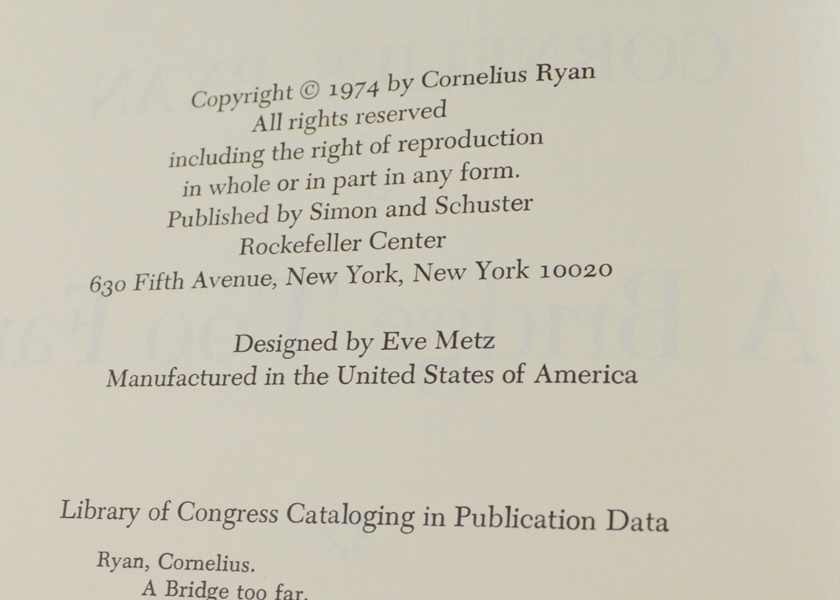 Copyright © 1974 by Cornelius Ryan
All rights reserved
including the right of reproduction
in whole or in part in any form.
Published by Simon and Schuster
Rockefeller Center
630 Fifth Avenue, New York, New York 10020
Designed by Eve Metz
Manufactured in the United States of America
Library of Congress Cataloging in Publication Data
Ryan, Cornelius.
A Bridge too far.